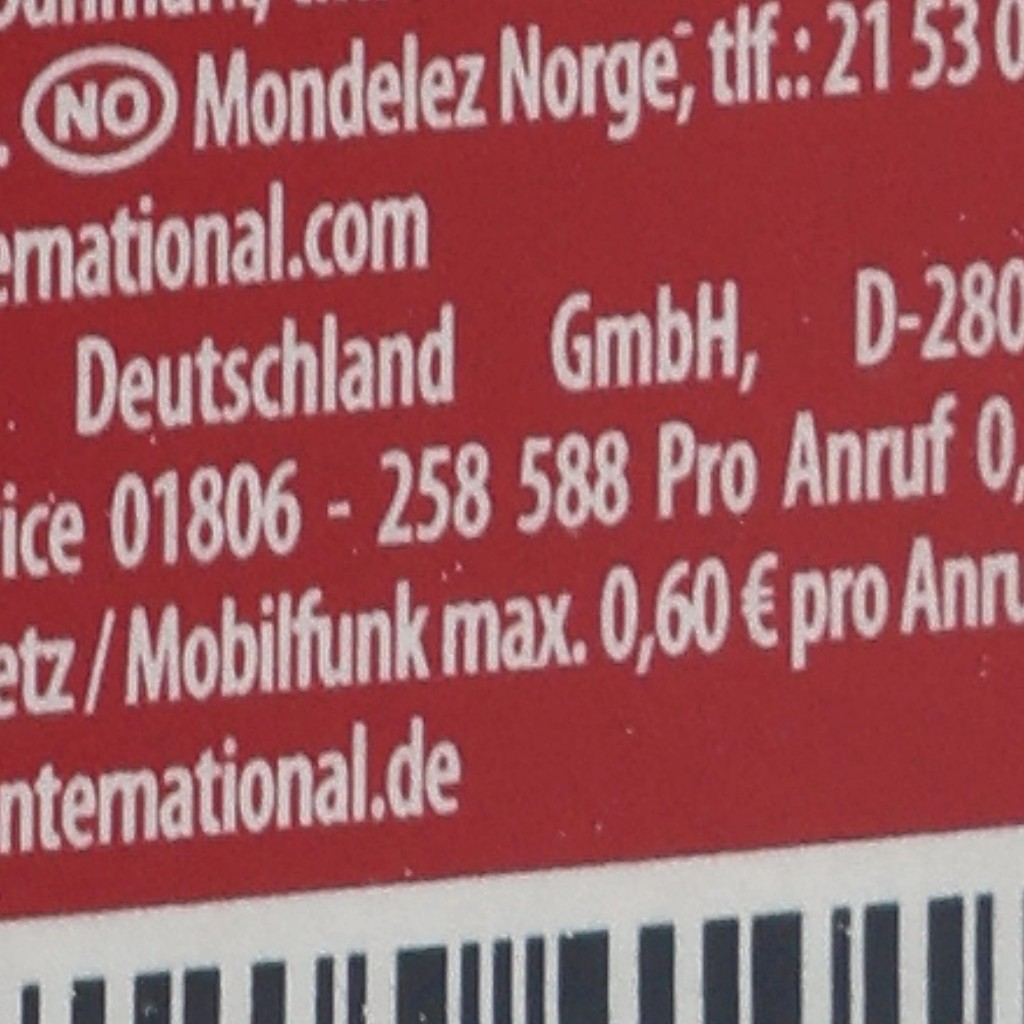 NO Mondelez Norge, tlf.: 21 53 0
ernational.com
Deutschland GmbH, D-280
ice 01806 - 258 588 Pro Anruf 0,
etz / Mobilfunk max. 0,60 € pro Anru
nternational.de